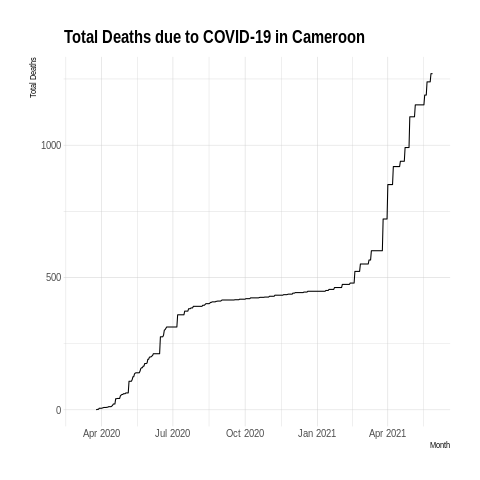 Total Deaths due to COVID-19 in Cameroon
Total Deaths
1000
500
0
Apr 2020 Jul 2020 Oct 2020 Jan 2021 Apr 2021
Month